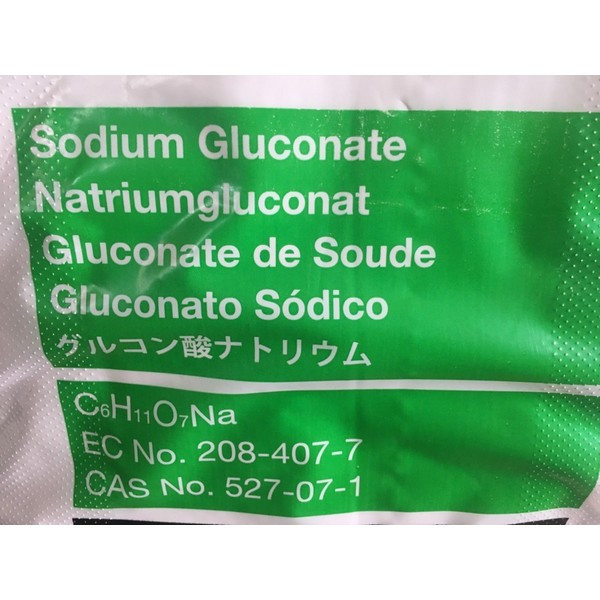 Sodium Gluconate
Natriumgluconat
Gluconate de Soude
Gluconato Sódico
グルコン酸ナトリウム
C₆H₁₁O₇Na
EC No. 208-407-7
CAS No. 527-07-1